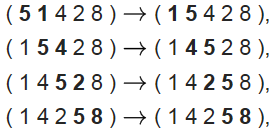 ( 5 1 4 2 8 ) → ( 1 5 4 2 8 ),
( 1 5 4 2 8 ) → ( 1 4 5 2 8 ),
( 1 4 5 2 8 ) → ( 1 4 2 5 8 ),
( 1 4 2 5 8 ) → ( 1 4 2 5 8 ),